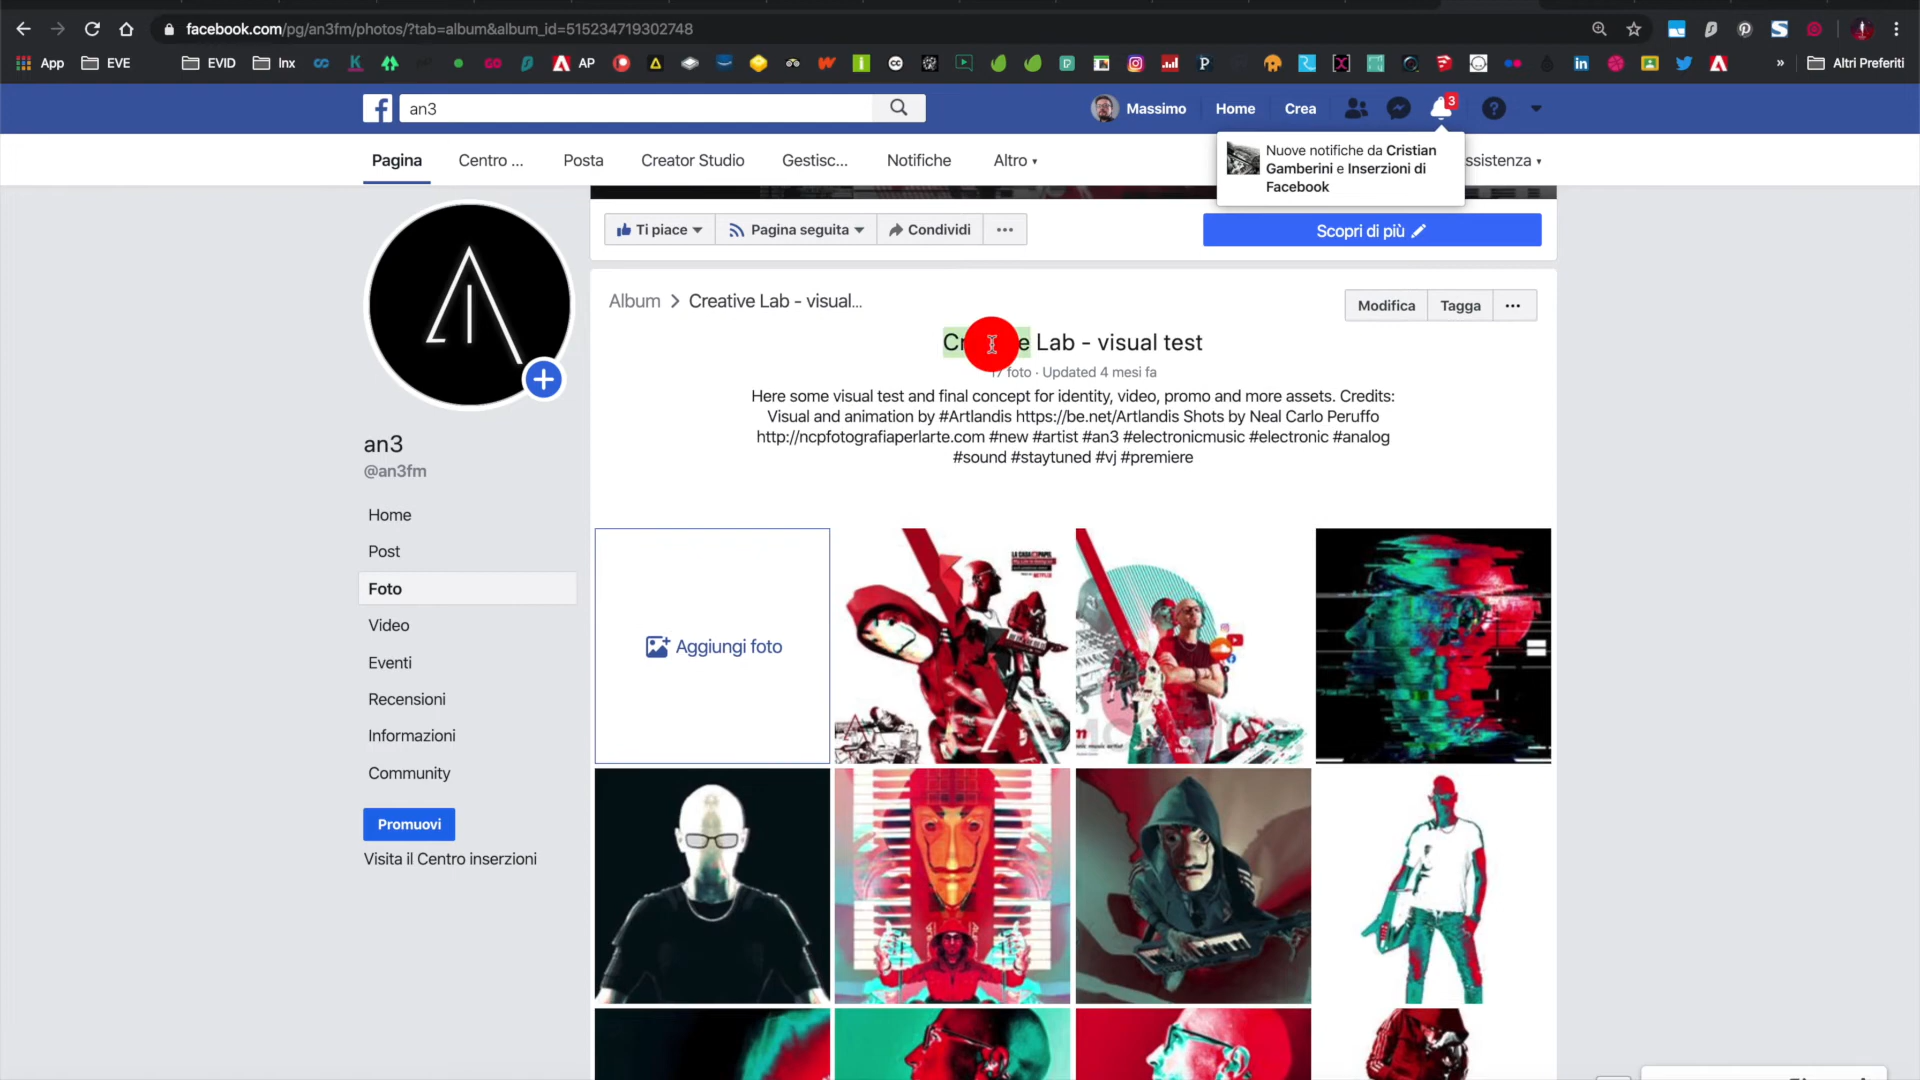 facebook.com/pg/an3fm/photos/?tab=album&album_id=515234719302748
App
EVE
EVID
Inx
AP
Altri Preferiti
an3
Massimo
Home
Crea
3
Pagina
Centro ...
Posta
Creator Studio
Gestisc...
Notifiche
Altro
ssistenza
Nuove notifiche da Cristian
Gamberini e Inserzioni di
Facebook
Ti piace
Pagina seguita
Condividi
Scopri di più
Album
Creative Lab - visual...
Modifica
Tagga
Lab - visual test
foto · Updated 4 mesi fa
Here some visual test and final concept for identity, video, promo and more assets. Credits:
Visual and animation by #Artlandis https://be.net/Artlandis Shots by Neal Carlo Peruffo
http://ncpfotografiaperlarte.com #new #artist #an3 #electronicmusic #electronic #analog
#sound #staytuned #vj #premiere
an3
@an3fm
Home
Post
Foto
Video
Eventi
Recensioni
Informazioni
Community
Promuovi
Visita il Centro inserzioni
Aggiungi foto
LA CASA DE PAPEL
NETFLIX